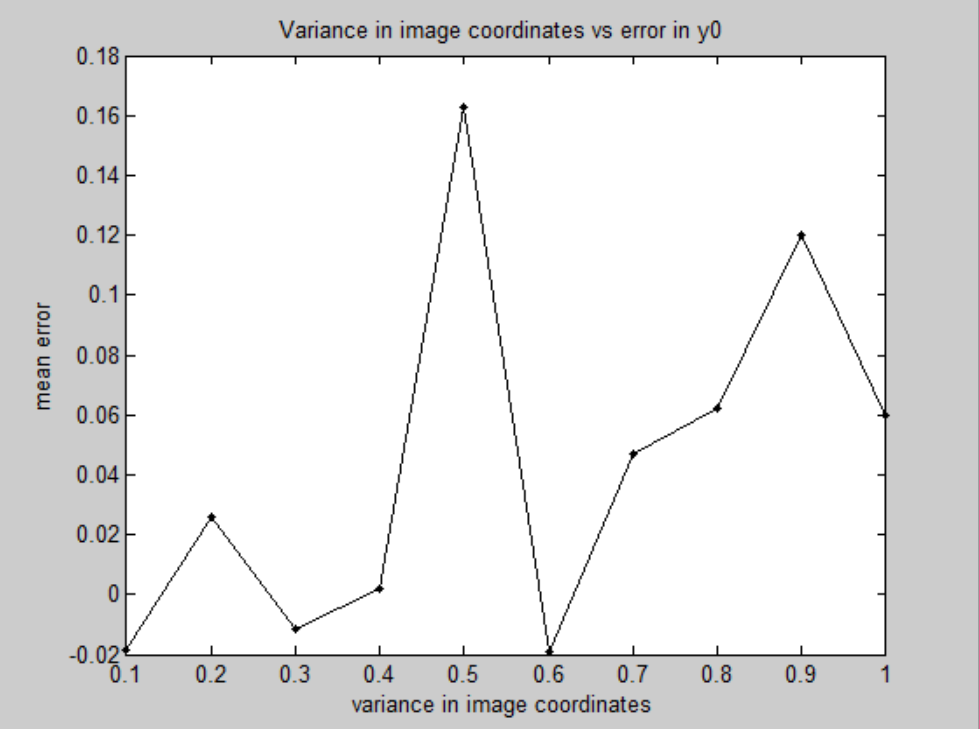 Variance in image coordinates vs error in y0
0.18
0.16
0.14
0.12
0.1
0.08
0.06
0.04
0.02
0
-0.02
mean error
0.1 0.2 0.3 0.4 0.5 0.6 0.7 0.8 0.9 1
variance in image coordinates